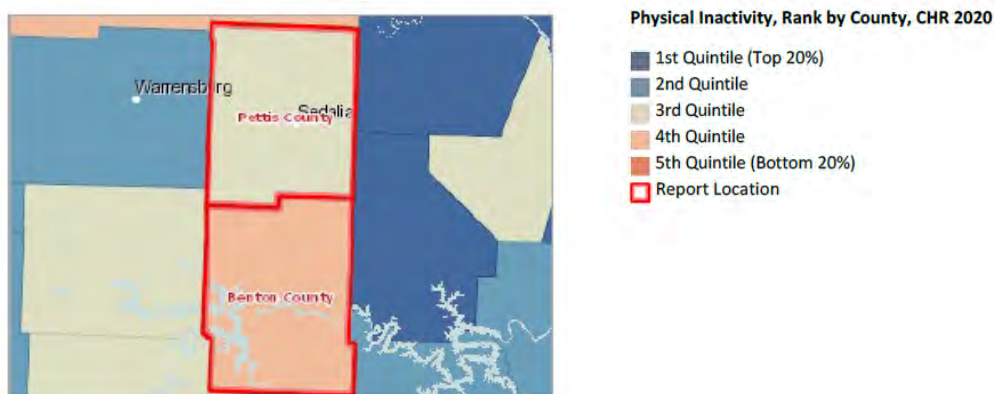 Physical Inactivity, Rank by County, CHR 2020
1st Quintile (Top 20%)
2nd Quintile
3rd Quintile
4th Quintile
5th Quintile (Bottom 20%)
Report Location
Warrensburg
Sedalia
Pettis County
Benton County